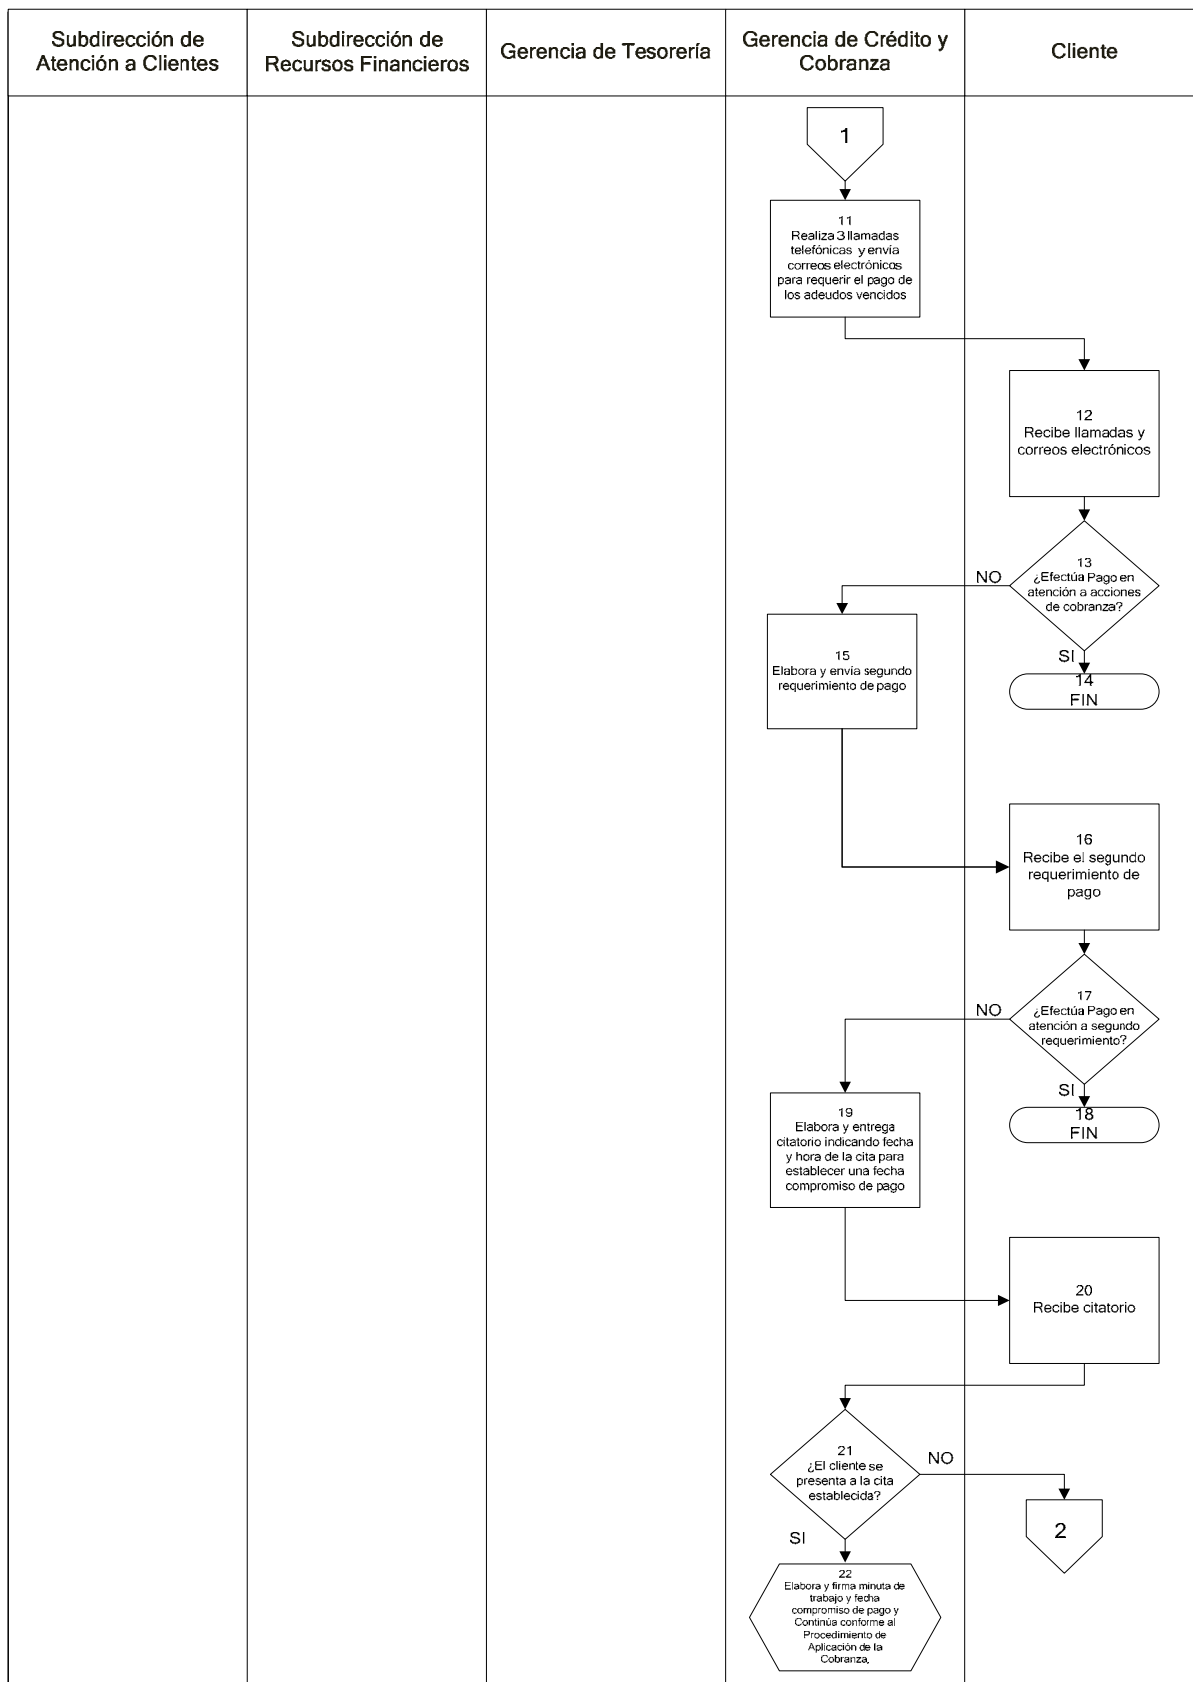 Subdirección de
Atención a Clientes
Subdirección de
Recursos Financieros
Gerencia de Tesorería
Gerencia de Crédito y
Cobranza
Cliente
1
11
Realiza 3 llamadas
telefónicas y envía
correos electrónicos
para requerir el pago de
los adeudos vencidos
12
Recibe llamadas y
correos electrónicos
13
¿Efectúa Pago en
atención a acciones
de cobranza?
NO
SI
14
FIN
15
Elabora y envía segundo
requerimiento de pago
16
Recibe el segundo
requerimiento de
pago
17
¿Efectúa Pago en
atención a segundo
requerimiento?
NO
SI
18
FIN
19
Elabora y entrega
citatorio indicando fecha
y hora de la cita para
establecer una fecha
compromiso de pago
20
Recibe citatorio
21
¿El cliente se
presenta a la cita
establecida?
NO
2
SI
22
Elabora y firma minuta de
trabajo y fecha
compromiso de pago y
Continúa conforme al
Procedimiento de
Aplicación de la
Cobranza.